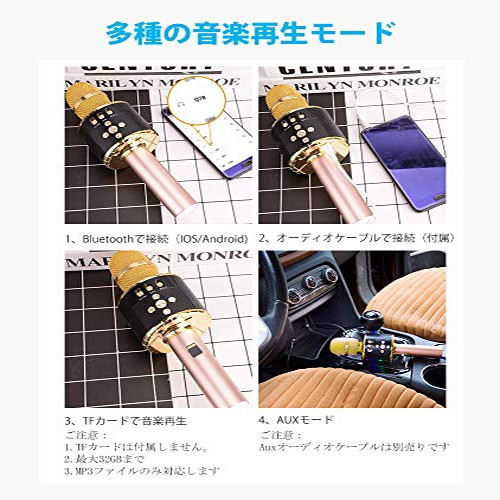 多種の音楽再生モード
CENTURY
MARILYN MONROE
CENTURY
MARILYN MONROE
1、Bluetoothで接続（IOS/Android)
2、オーディオケーブルで接続（付属）
MARILYN MONROE
3、TFカードで音楽再生
ご注意：
1.TFカードは付属しません。
2.最大32GBまで
3.MP3ファイルのみ対応します
4、AUXモード
ご注意：
Auxオーディオケーブルは別売りです